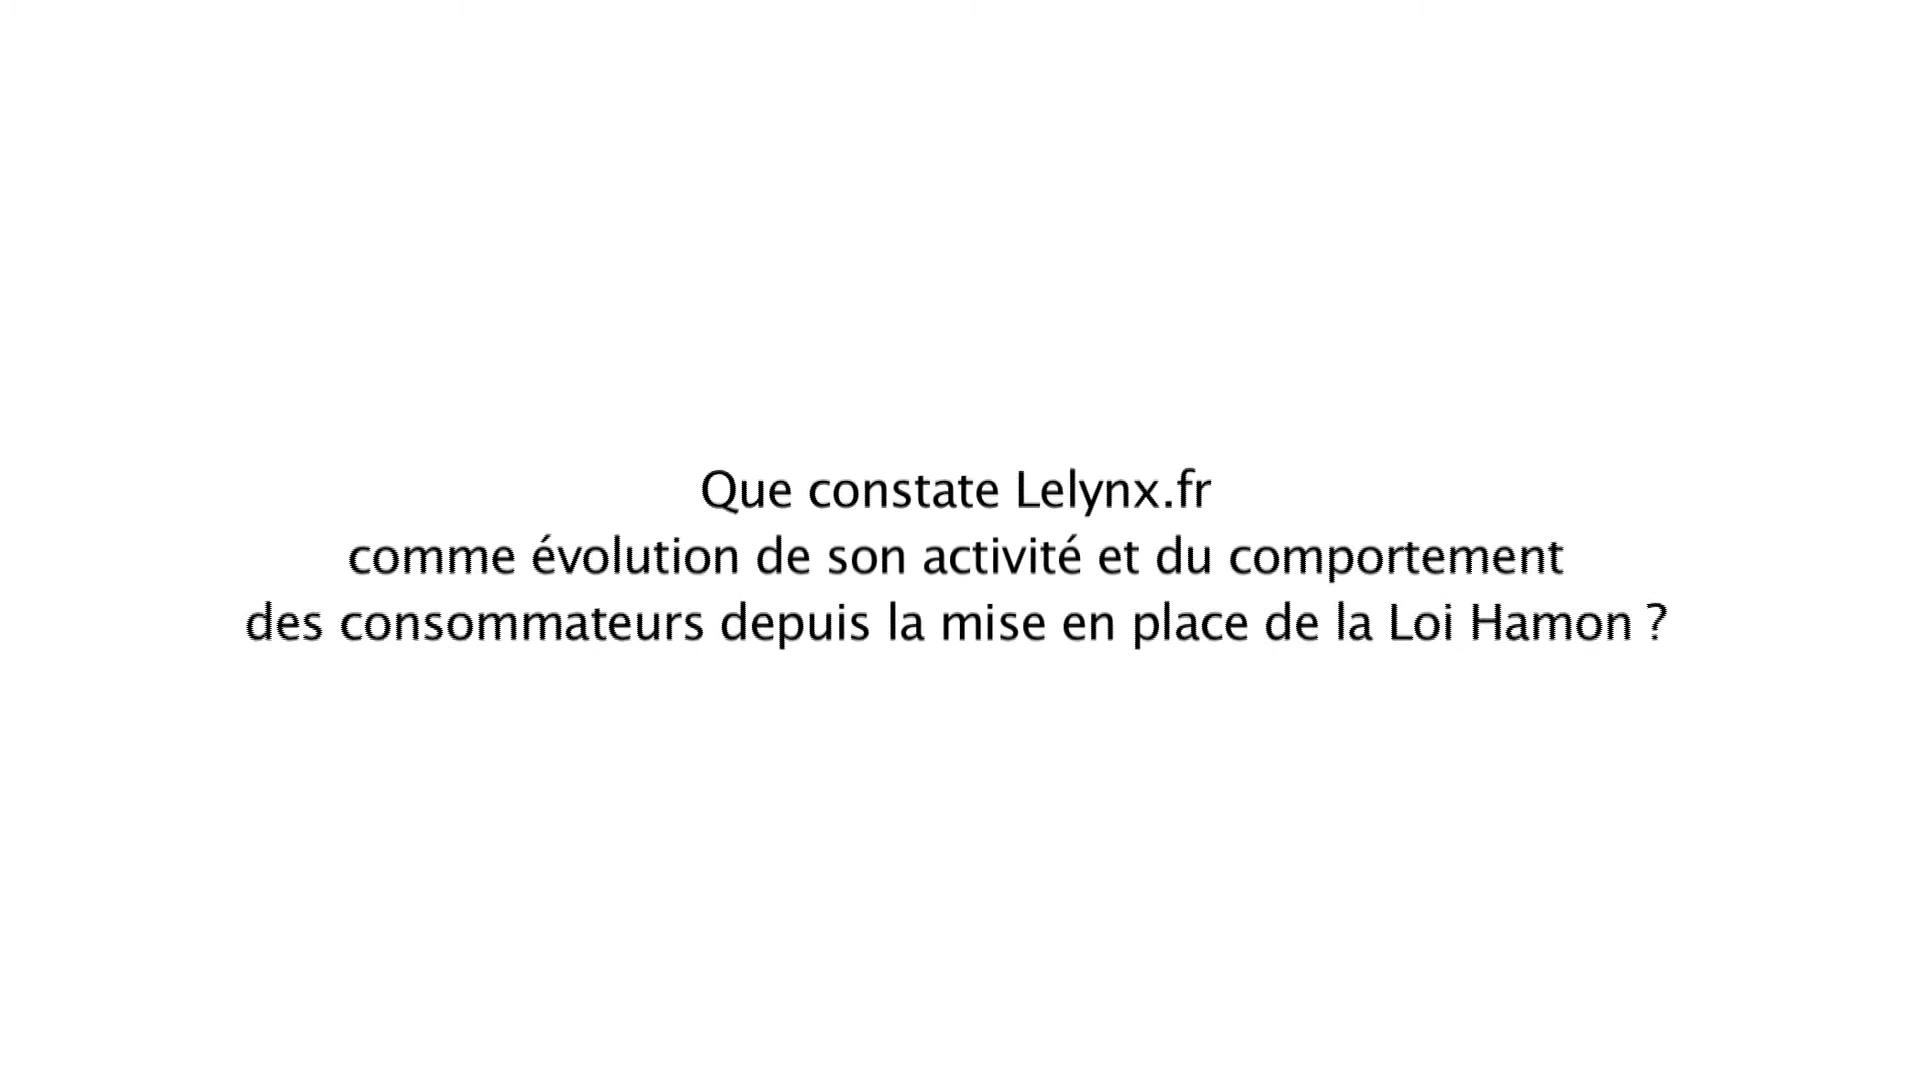 Que constate Lelynx.fr
comme évolution de son activité et du comportement
des consommateurs depuis la mise en place de la Loi Hamon ?